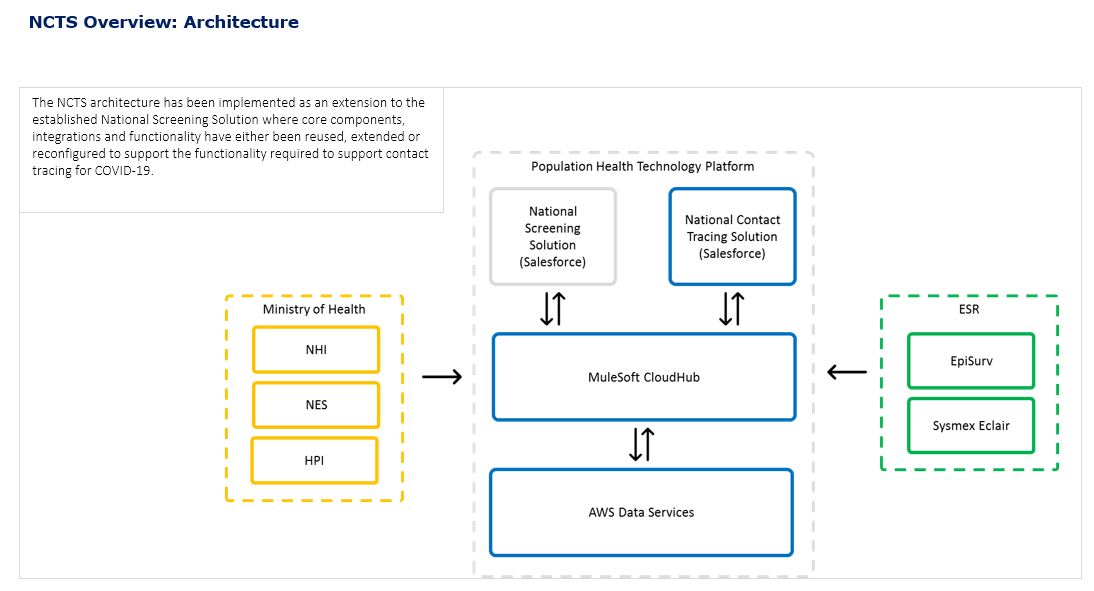 NCTS Overview: Architecture
The NCTS architecture has been implemented as an extension to the
established National Screening Solution where core components,
integrations and functionality have either been reused, extended or
reconfigured to support the functionality required to support contact
tracing for COVID-19.
Population Health Technology Platform
National
Screening
Solution
(Salesforce)
National Contact
Tracing Solution
(Salesforce)
Ministry of Health
NHI
NES
HPI
MuleSoft CloudHub
AWS Data Services
ESR
EpiSurv
Sysmex Eclair